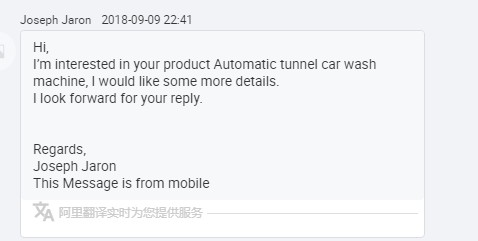 Joseph Jaron 2018-09-09 22:41
Hi,
I'm interested in your product Automatic tunnel car wash
machine, I would like some more details.
I look forward for your reply.
Regards,
Joseph Jaron
This Message is from mobile
阿里翻译实时为您提供服务